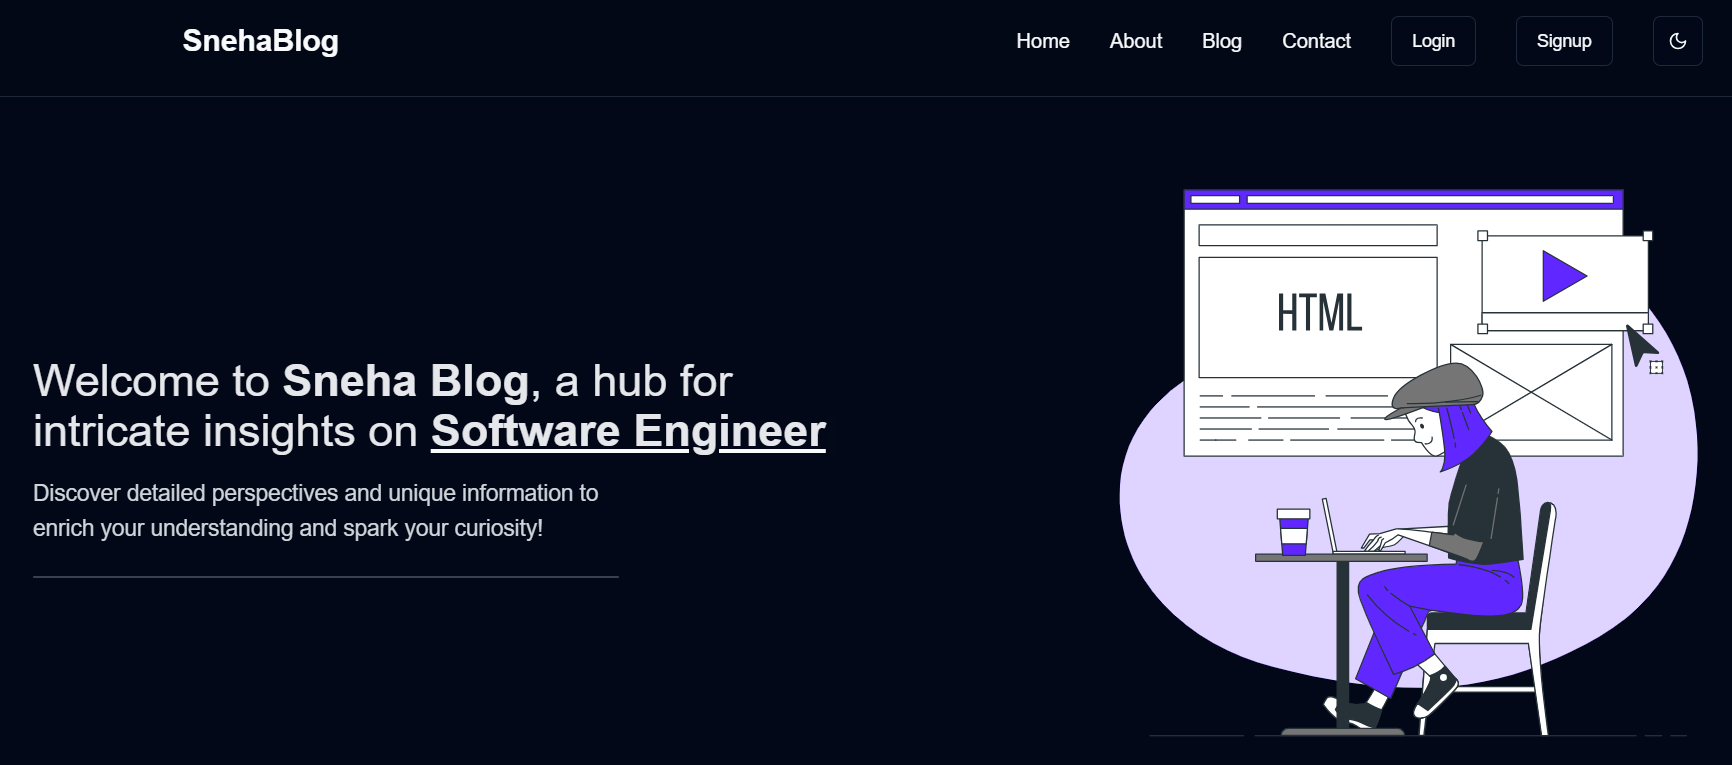 SnehaBlog
Home About Blog Contact Login Signup
HTML
Welcome to Sneha Blog, a hub for
intricate insights on Software Engineer
Discover detailed perspectives and unique information to
enrich your understanding and spark your curiosity!